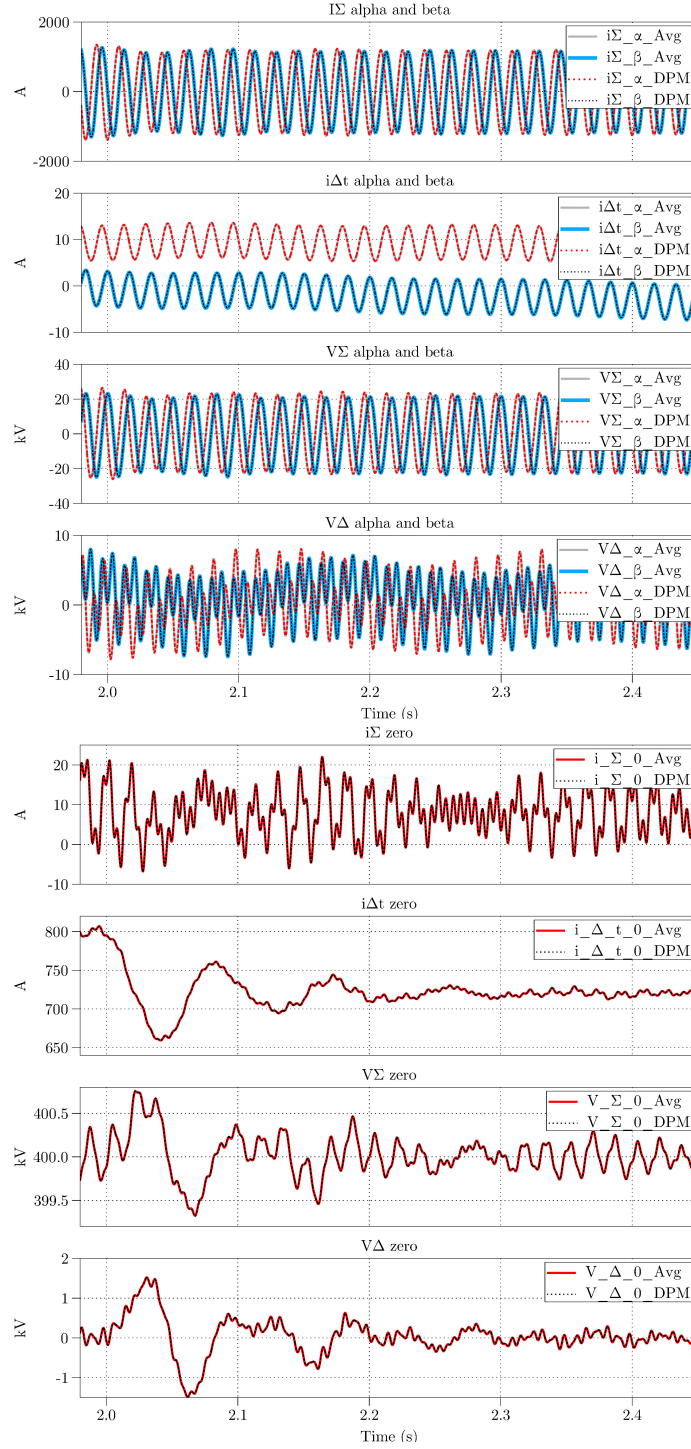 IΣ alpha and beta
2000
0
-2000
A
iΣ_α_Avg
iΣ_β_Avg
iΣ_α_DPM
iΣ_β_DPM
iΔt alpha and beta
20
10
0
-10
A
iΔt_α_Avg
iΔt_β_Avg
iΔt_α_DPM
iΔt_β_DPM
VΣ alpha and beta
40
20
0
-20
-40
kV
VΣ_α_Avg
VΣ_β_Avg
VΣ_α_DPM
VΣ_β_DPM
VΔ alpha and beta
10
0
-10
kV
VΔ_α_Avg
VΔ_β_Avg
VΔ_α_DPM
VΔ_β_DPM
2.0 2.1 2.2 2.3 2.4
Time (s)
iΣ zero
20
10
0
-10
A
i_Σ_0_Avg
i_Σ_0_DPM
iΔt zero
800
750
700
650
A
i_Δ_t_0_Avg
i_Δ_t_0_DPM
VΣ zero
400.5
400.0
399.5
kV
V_Σ_0_Avg
V_Σ_0_DPM
VΔ zero
2
1
0
-1
kV
V_Δ_0_Avg
V_Δ_0_DPM
2.0 2.1 2.2 2.3 2.4
Time (s)